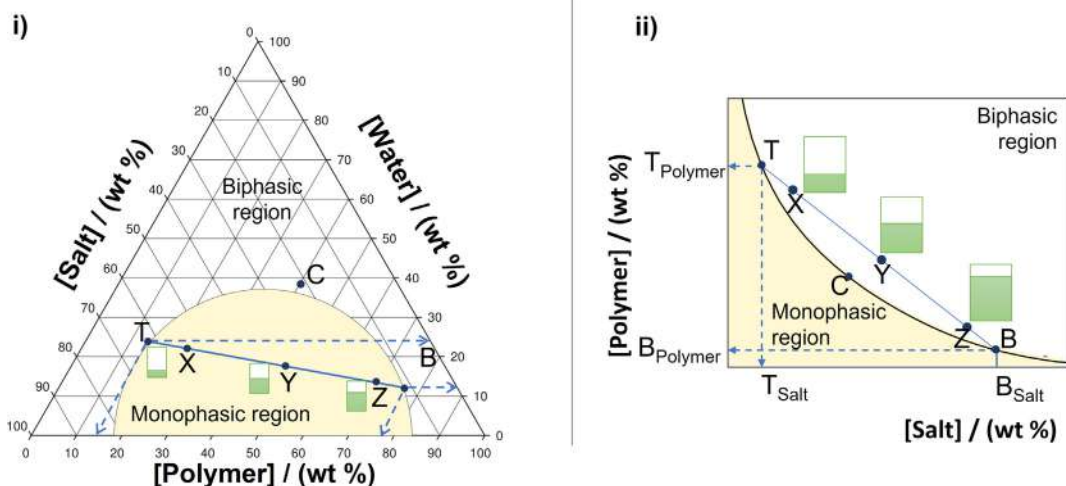 i)
ii)
0
100
10
90
20
80
30
70
40
60
50
50
60
40
70
30
80
20
90
10
100
0
0
10
20
30
40
50
60
70
80
90
100
[Salt] / (wt %)
[Water] / (wt %)
[Polymer] / (wt %)
Biphasic
region
C
T
X
Y
Z
B
Monophasic region
Biphasic
region
T
X
Y
C
Z
B
Monophasic
region
TPolymer
BPolymer
TSalt
BSalt
[Polymer] / (wt %)
[Salt] / (wt %)